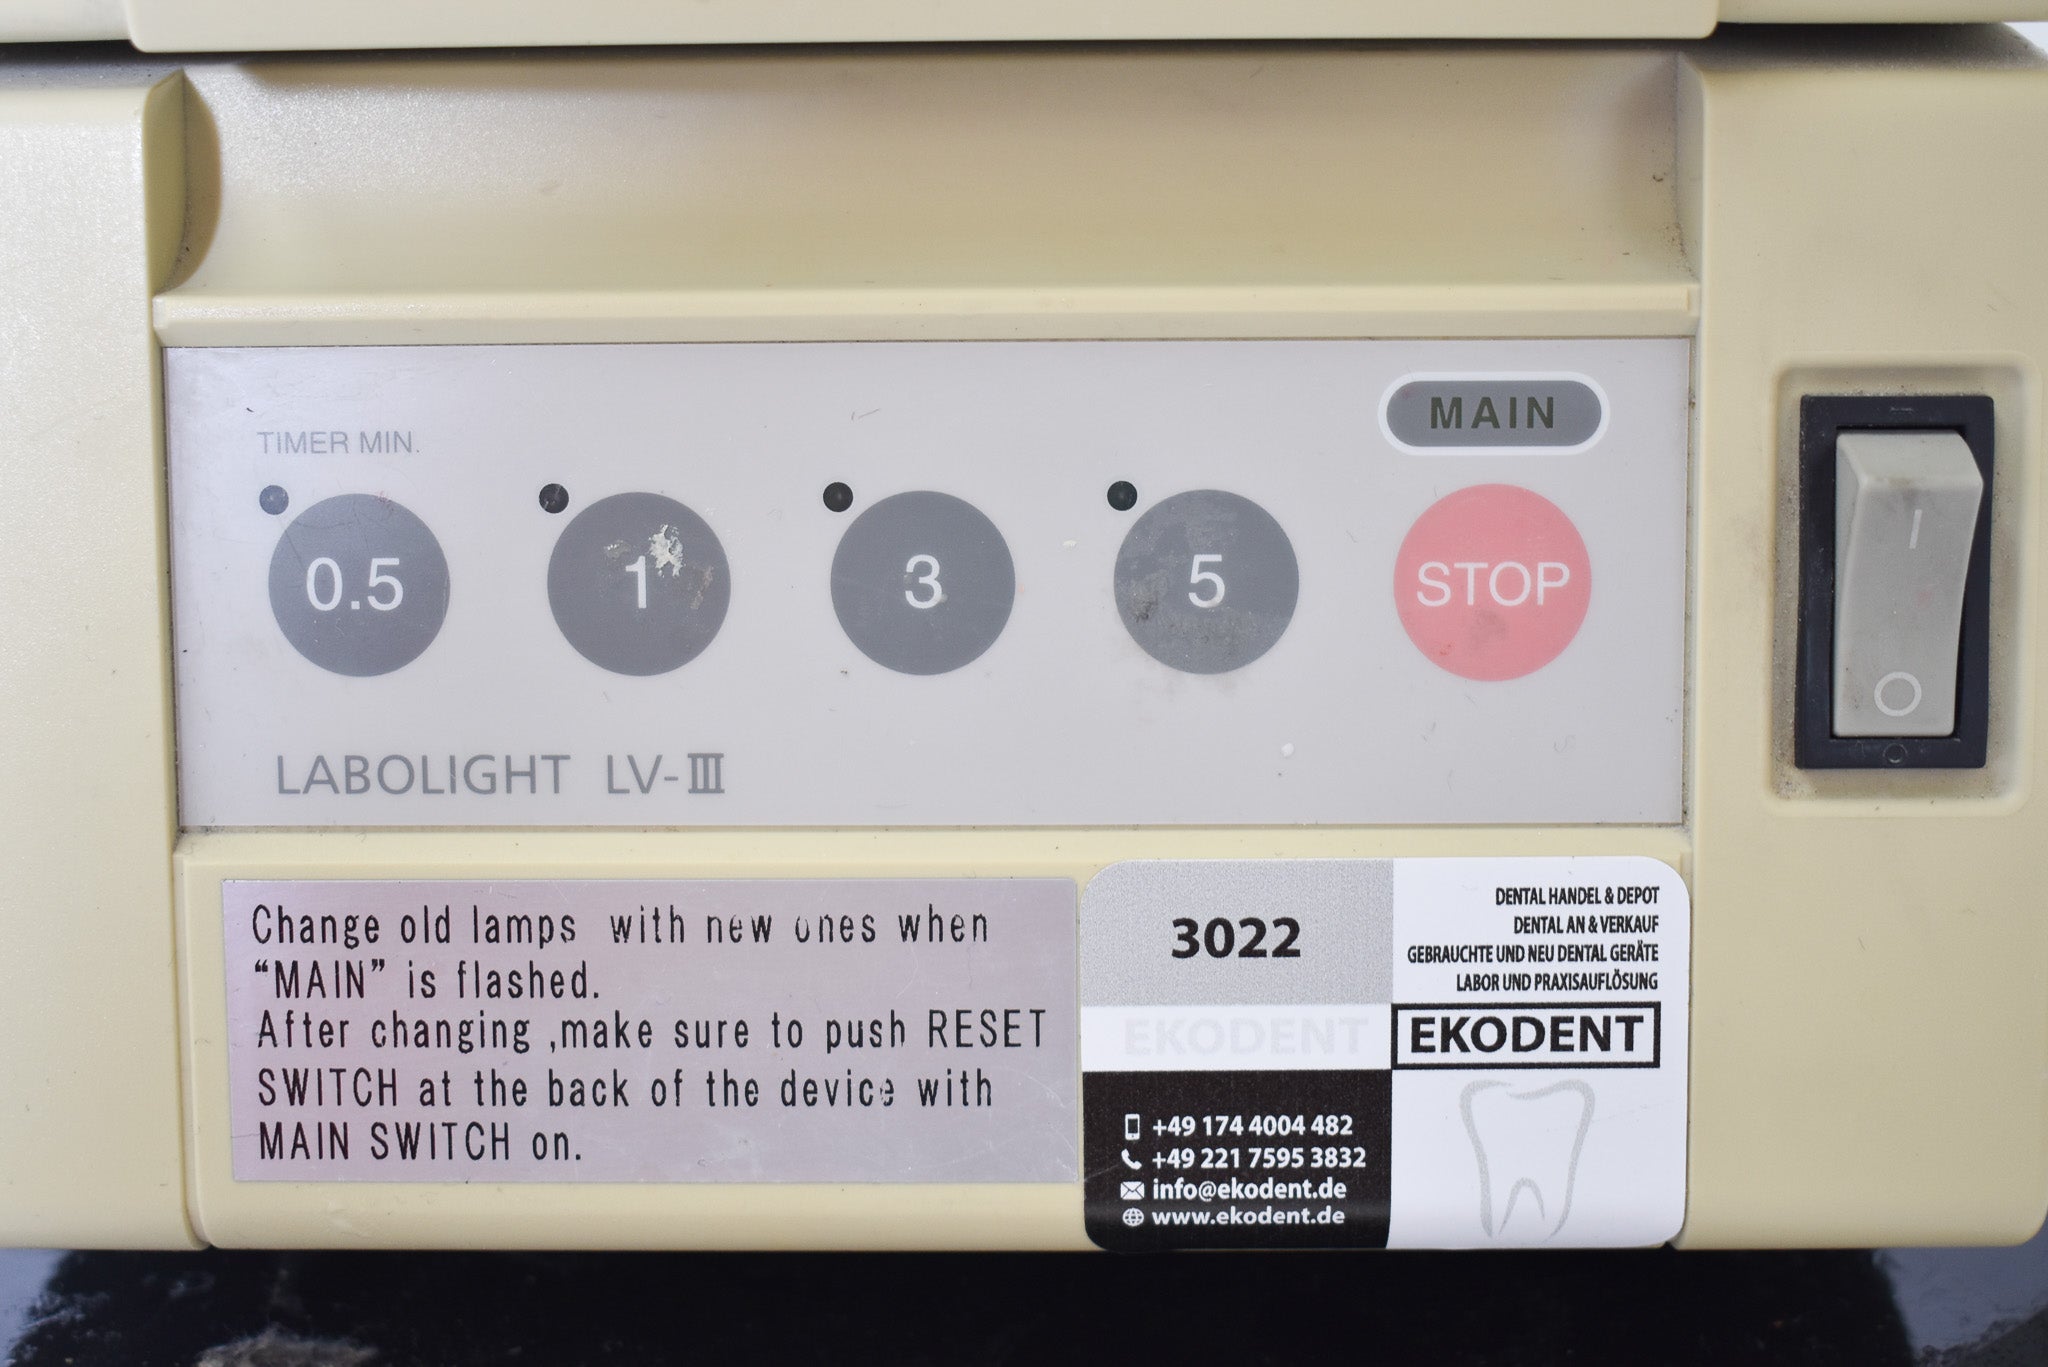 MAIN
TIMER MIN.
0.5
1
3
5
STOP
LABOLIGHT LV-III
Change old lamps with new ones when
“MAIN” is flashed.
After changing ,make sure to push RESET
SWITCH at the back of the device with
MAIN SWITCH on.
3022
DENTAL HANDEL & DEPOT
DENTAL AN & VERKAUF
GEBRAUCHTE UND NEU DENTAL GERÄTE
LABOR UND PRAXISAUFLÖSUNG
EKODENT
EKODENT
+49 174 4004 482
+49 221 7595 3832
info@ekodent.de
www.ekodent.de